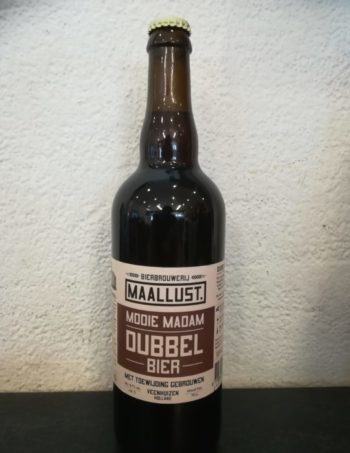 BIERBROUWERIJ
MAALLUST.
MOOIE MADAM
DUBBEL
BIER
MET TOEWIJDING GEBROUWEN
VEENHUIZEN
HOLLAND